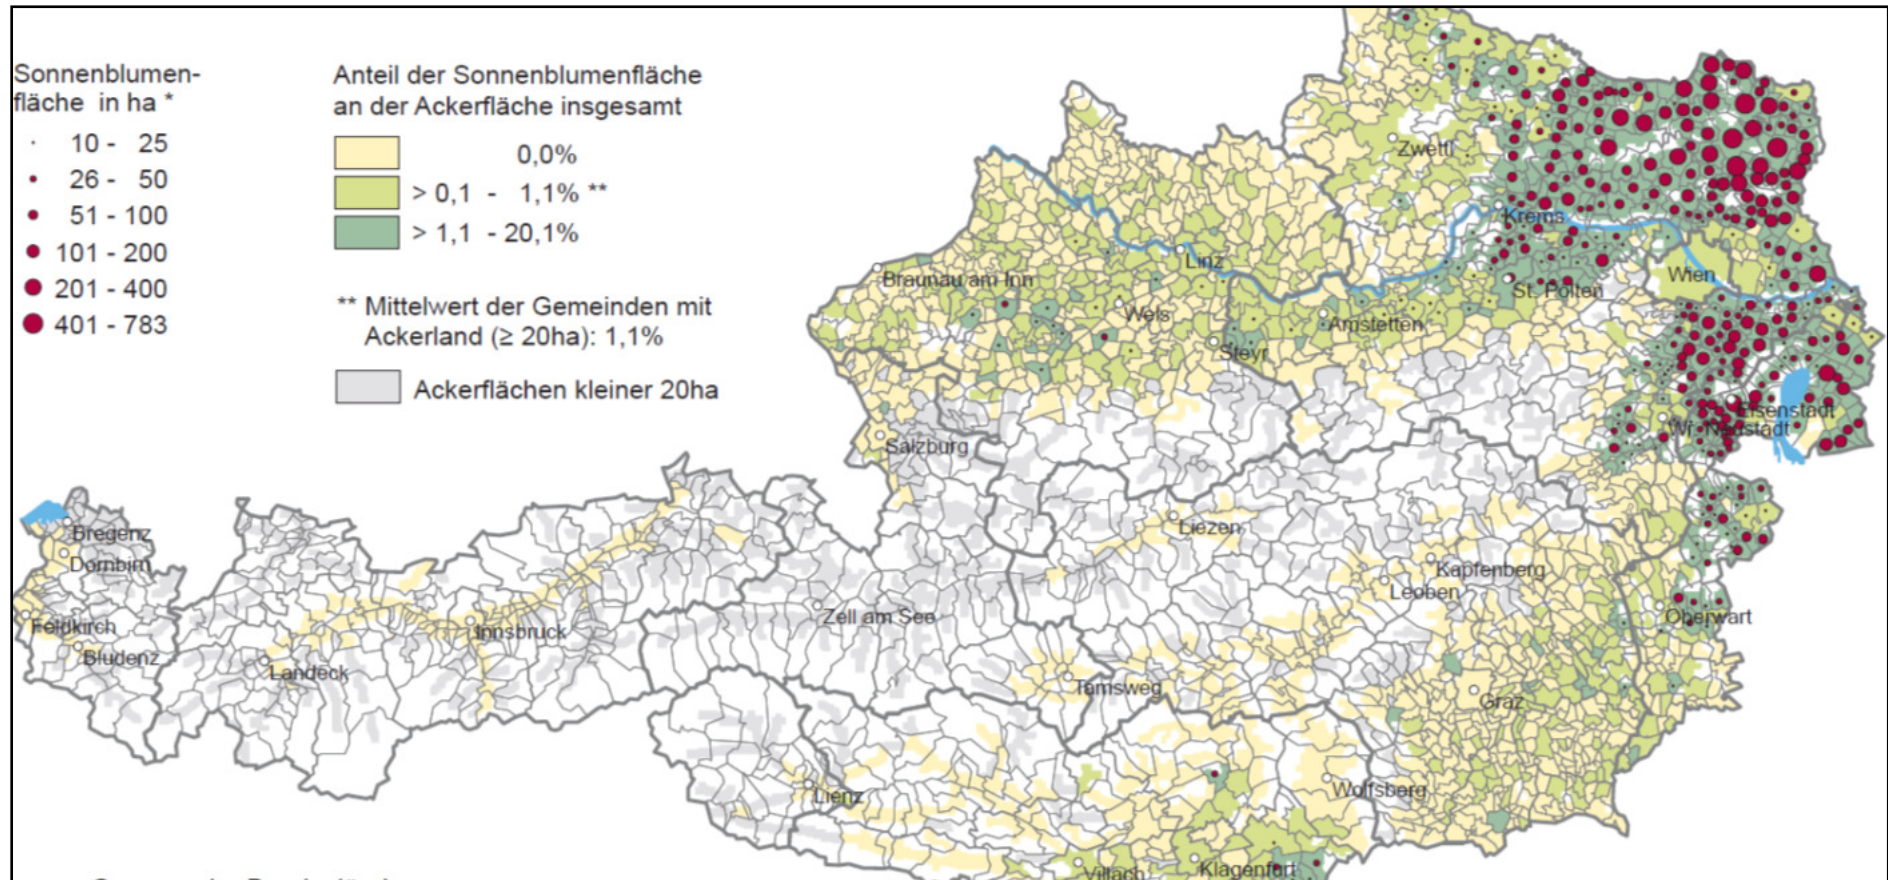 Sonnenblumen-
fläche in ha *
10 - 25
26 - 50
51 - 100
101 - 200
201 - 400
401 - 783
Anteil der Sonnenblumenfläche
an der Ackerfläche insgesamt
0,0%
> 0,1 - 1,1% **
> 1,1 - 20,1%
** Mittelwert der Gemeinden mit
Ackerland (≥ 20ha): 1,1%
Ackerflächen kleiner 20ha
Zwettl
Krems
Linz
Wien
Braunau am Inn
St. Pölten
Wels
Amstetten
Steyr
Eisenstadt
Wr. Neustadt
Salzburg
Liezen
Bregenz
Dornbirn
Kapfenberg
Leoben
Zell am See
Oberwart
Feldkirch
Innsbruck
Bludenz
Landeck
Tamsweg
Graz
Lienz
Wolfsberg
Villach
Klagenfurt